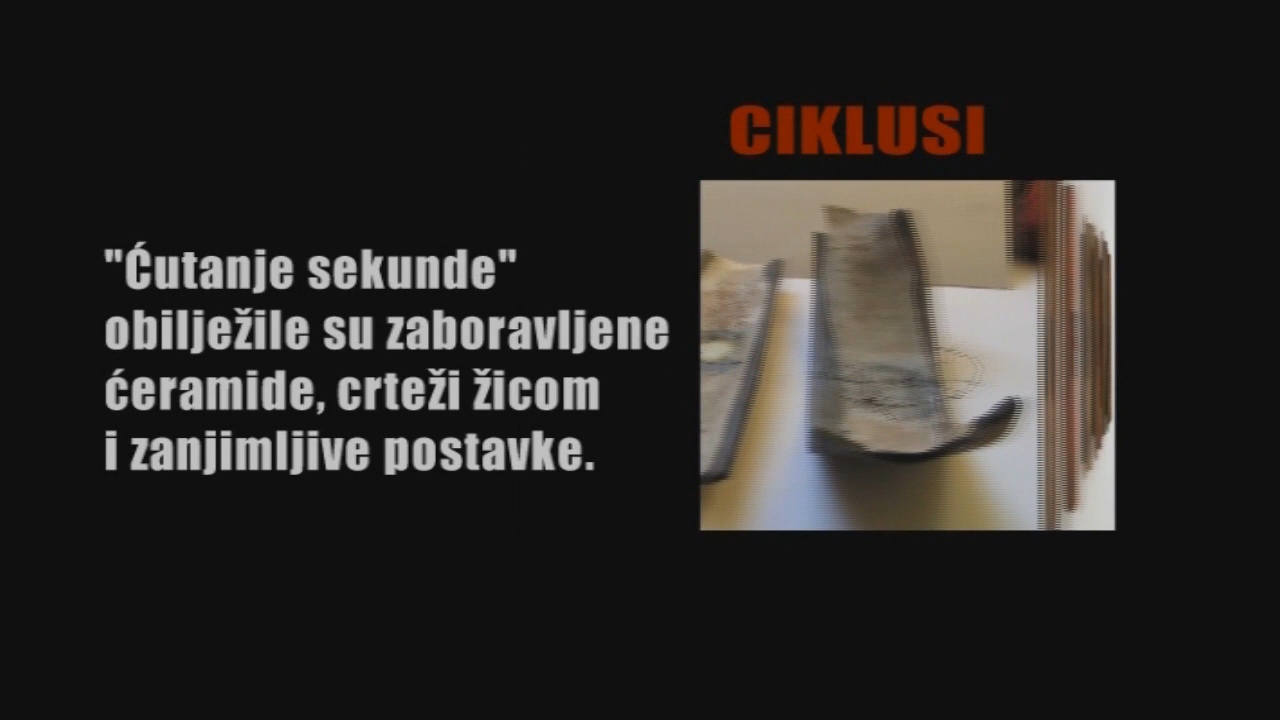 CIKLUSI
"Ćutanje sekunde"
obilježile su zaboravljene
ćeramide, crteži žicom
i zanjimljive postavke.